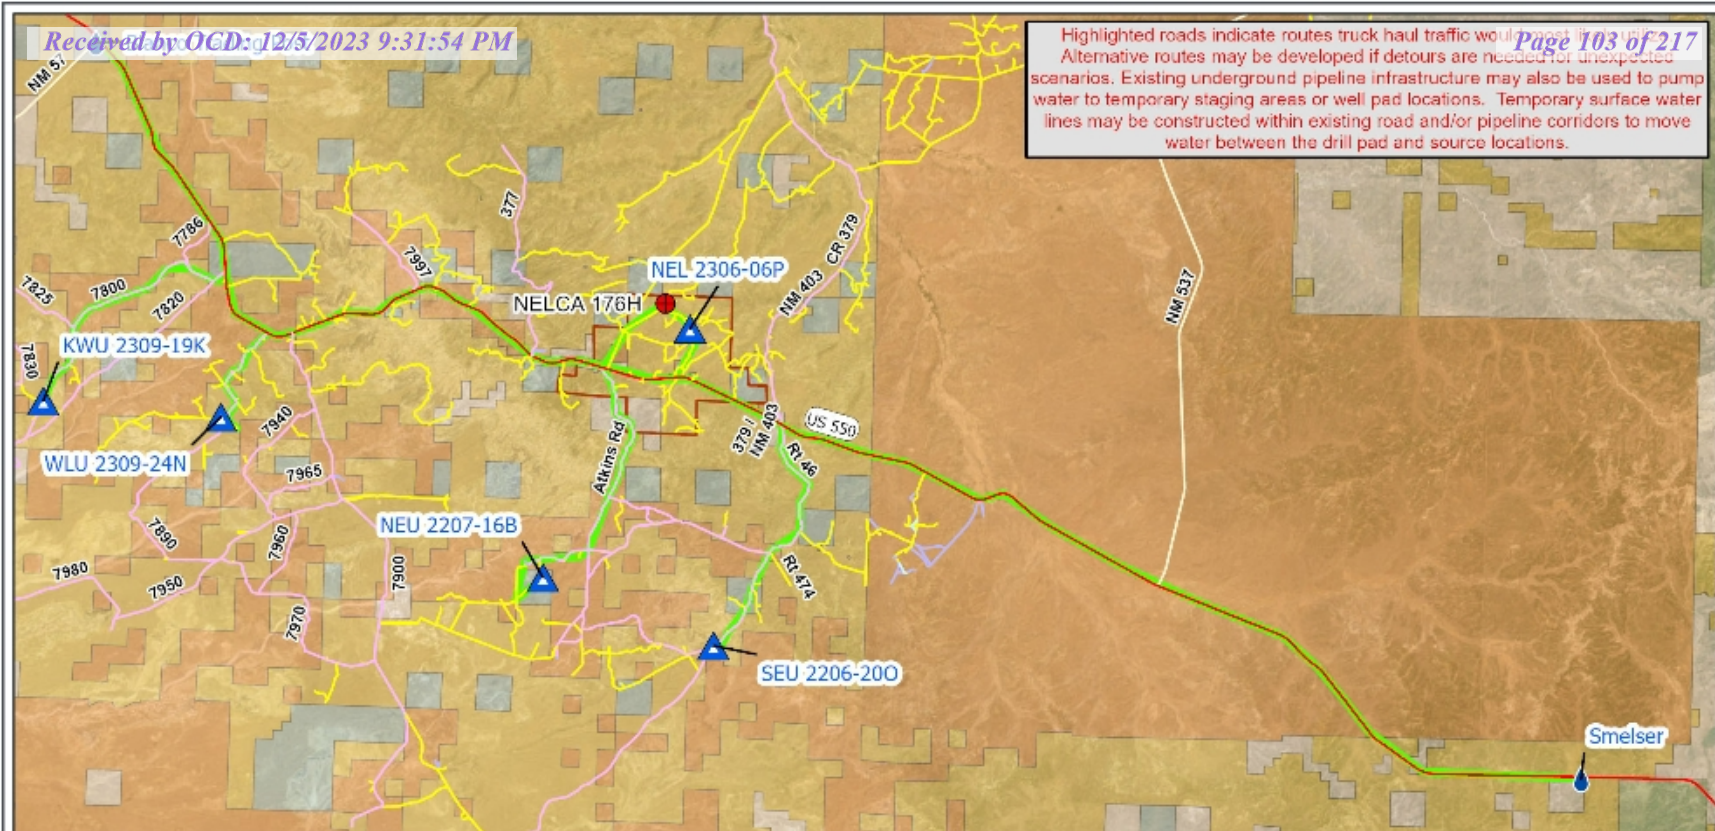 Received by OCD: 12/5/2023 9:31:54 PM
Page 103 of 217
Highlighted roads indicate routes truck haul traffic would most likely utilize.
Alternative routes may be developed if detours are needed for unexpected
scenarios. Existing underground pipeline infrastructure may also be used to pump
water to temporary staging areas or well pad locations. Temporary surface water
lines may be constructed within existing road and/or pipeline corridors to move
water between the drill pad and source locations.
NM 57
7786
7800
7825
7820
7830
KWU 2309-19K
WLU 2309-24N
7997
377
NELCA 176H
NEL 2306-06P
CR 379
NM 403
NM 537
7940
7965
7890
7960
7980
7950
7900
7970
NEU 2207-16B
Atkins Rd
379 /
NM 403
US 550
Rt 46
Rt 474
SEU 2206-20O
Smelser